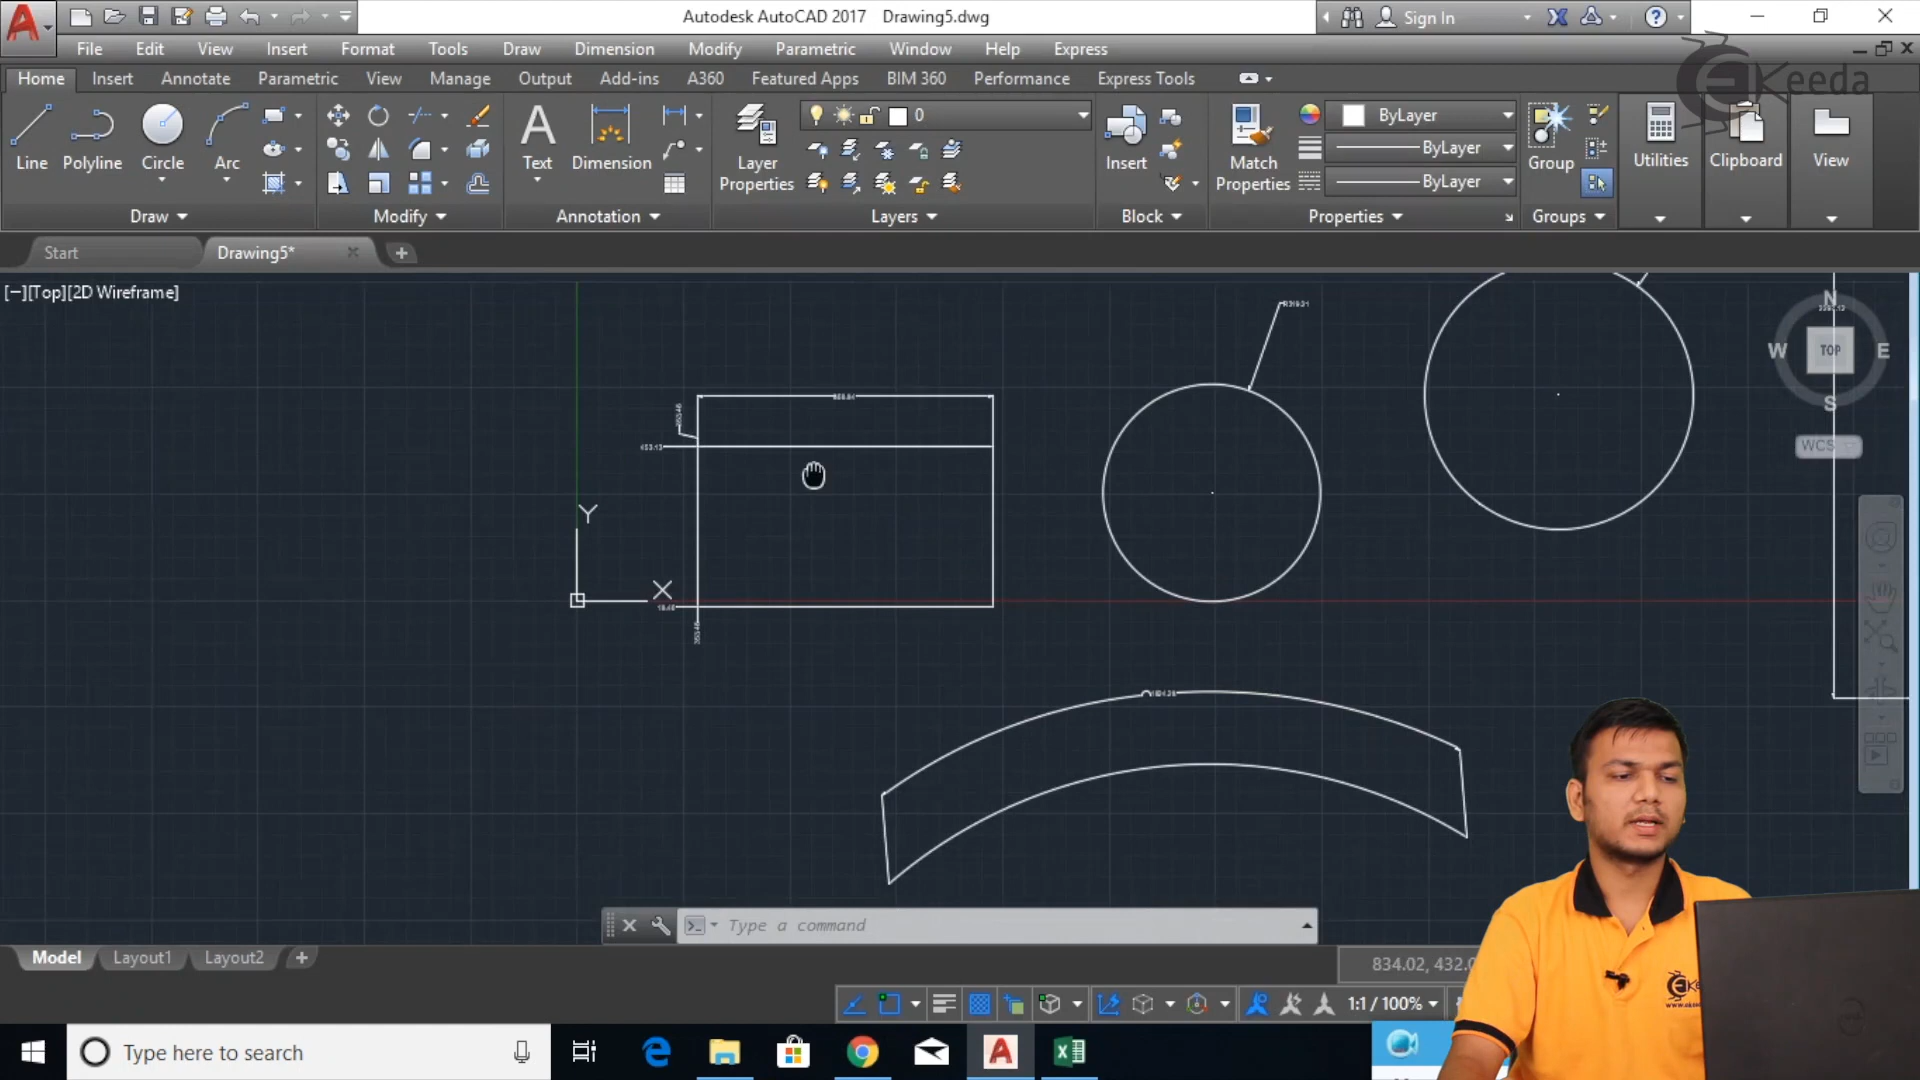 Autodesk AutoCAD 2017 Drawing5.dwg
Sign In
File Edit View Insert Format Tools Draw Dimension Modify Parametric Window Help Express
Home Insert Annotate Parametric View Manage Output Add-ins A360 Featured Apps BIM 360 Performance Express Tools
Keeda
0
ByLayer
ByLayer
ByLayer
Line Polyline Circle Arc
Text Dimension
Layer Properties
Insert
Match Properties
Group
Utilities Clipboard View
Draw Modify Annotation Layers Block Properties Groups
Start Drawing5*
[−][Top][2D Wireframe]
N
W TOP E
S
WCS
Y
X
Type a command
Model Layout1 Layout2
834.02, 432.0
1:1 / 100%
Type here to search